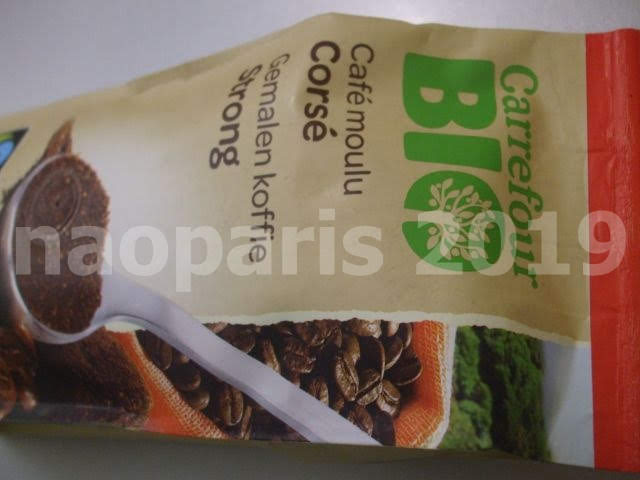 Carrefour
BIO
Café moulu
Corsé
Gemalen koffie
Strong
naoparis 2019